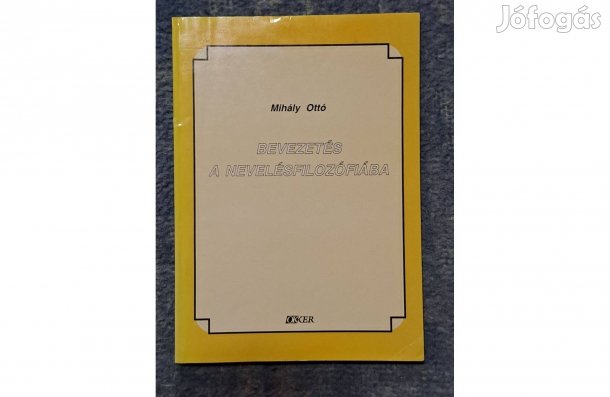 Jófogás
Mihály Ottó
BEVEZETÉS
A NEVELÉSFILOZÓFIÁBA
OKKER